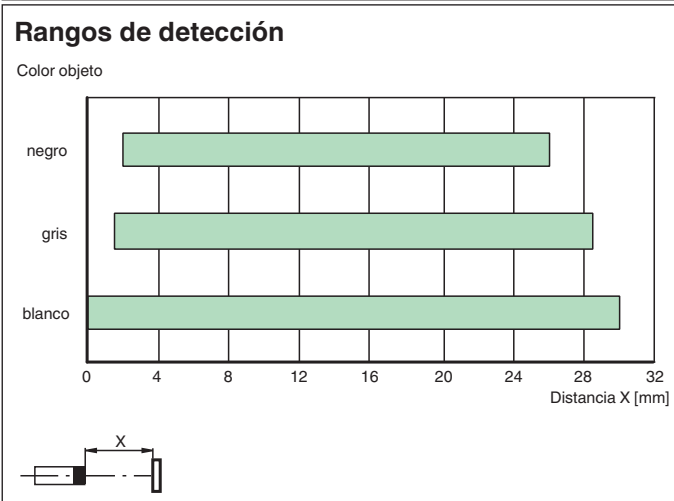 Rangos de detección
Color objeto
negro
gris
blanco
0 4 8 12 16 20 24 28 32
Distancia X [mm]
X